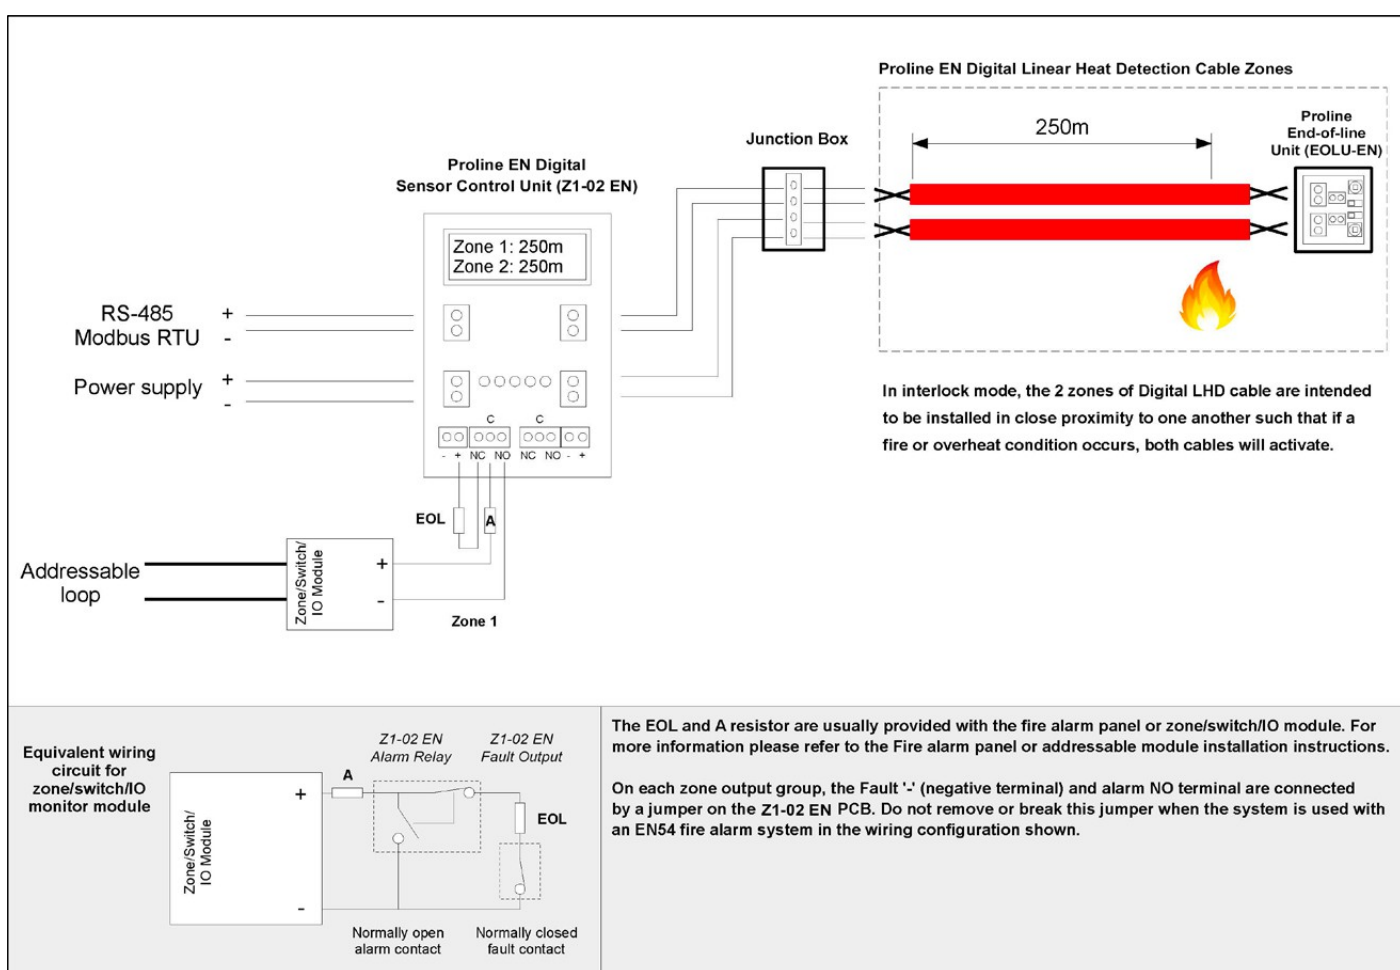 Proline EN Digital Linear Heat Detection Cable Zones
250m
Proline
End-of-line
Unit (EOLU-EN)
Junction Box
Proline EN Digital
Sensor Control Unit (Z1-02 EN)
Zone 1: 250m
Zone 2: 250m
RS-485
Modbus RTU
+
-
Power supply
+
-
C
C
- + NC NO NC NO - +
In interlock mode, the 2 zones of Digital LHD cable are intended
to be installed in close proximity to one another such that if a
fire or overheat condition occurs, both cables will activate.
EOL
A
Addressable
loop
Zone/Switch/
IO Module
+
-
Zone 1
Equivalent wiring
circuit for
zone/switch/IO
monitor module
Zone/Switch/
IO Module
+
-
A
Z1-02 EN
Alarm Relay
Z1-02 EN
Fault Output
EOL
Normally open
alarm contact
Normally closed
fault contact
The EOL and A resistor are usually provided with the fire alarm panel or zone/switch/IO module. For
more information please refer to the Fire alarm panel or addressable module installation instructions.
On each zone output group, the Fault '-' (negative terminal) and alarm NO terminal are connected
by a jumper on the Z1-02 EN PCB. Do not remove or break this jumper when the system is used with
an EN54 fire alarm system in the wiring configuration shown.